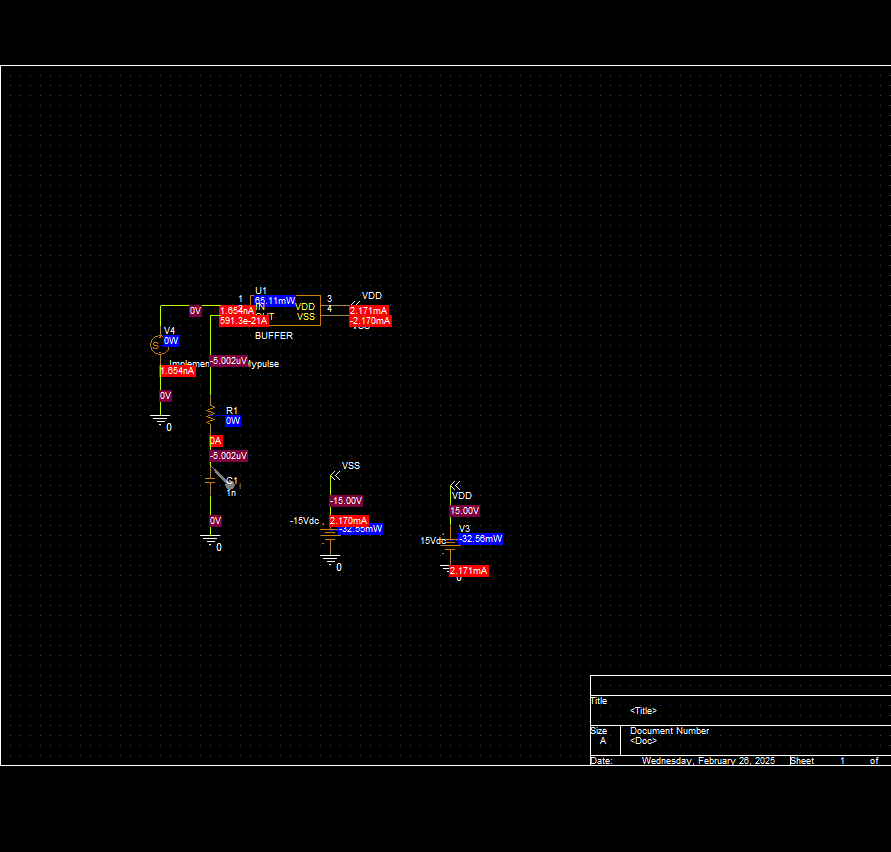 U1
1
65.11mW
3
VDD
0V
1.654nA
IN
VDD
4
2.171mA
591.3e-21A
OUT
VSS
-2.170mA
VSS
V4
BUFFER
S
0W
Implemen
-5.002uV
ypulse
1.654nA
0V
R1
0W
0
0A
-5.002uV
VSS
C1
1n
VDD
-15.00V
15.00V
0V
-15Vdc
2.170mA
V3
-32.55mW
15Vdc
-32.56mW
0
0
2.171mA
0
Title
<Title>
Size
Document Number
A
<Doc>
Date:
Wednesday, February 26, 2025
Sheet
1
of